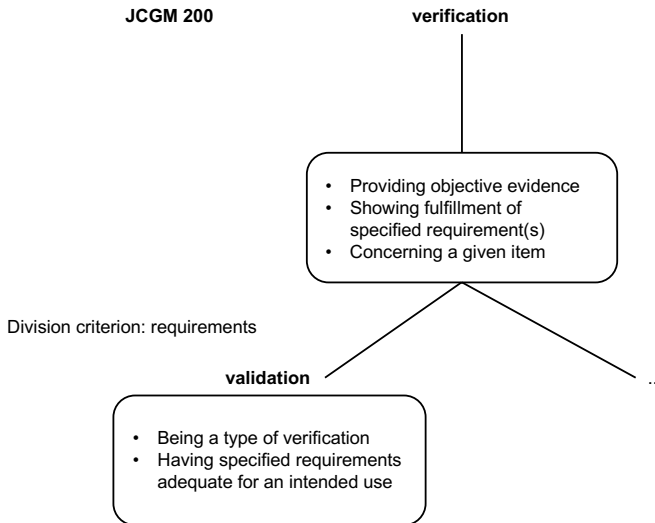 JCGM 200
verification
• Providing objective evidence
• Showing fulfillment of
specified requirement(s)
• Concerning a given item
Division criterion: requirements
validation
..
• Being a type of verification
• Having specified requirements
adequate for an intended use